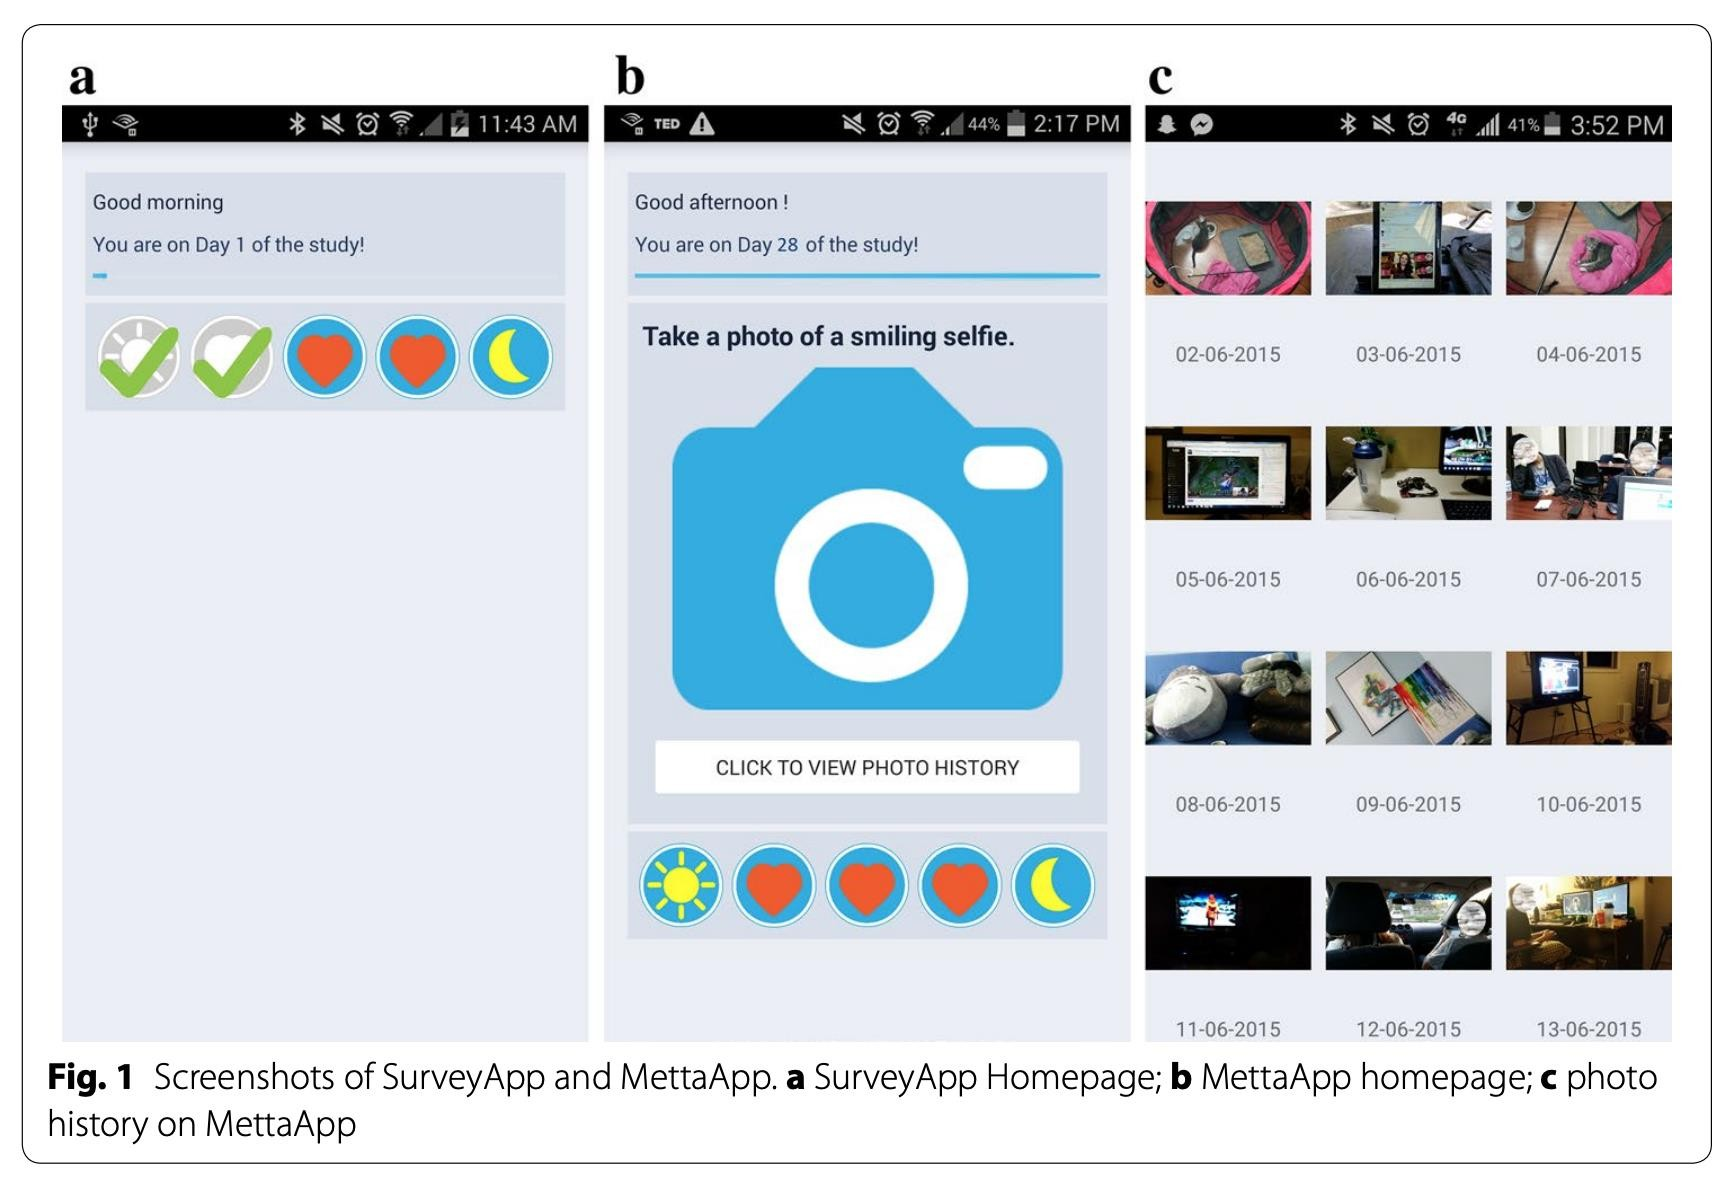 a
11:43 AM
Good morning
You are on Day 1 of the study!
b
TED
44%
2:17 PM
Good afternoon !
You are on Day 28 of the study!
Take a photo of a smiling selfie.
CLICK TO VIEW PHOTO HISTORY
c
4G
41%
3:52 PM
02-06-2015
03-06-2015
04-06-2015
05-06-2015
06-06-2015
07-06-2015
08-06-2015
09-06-2015
10-06-2015
11-06-2015
12-06-2015
13-06-2015
Fig. 1 Screenshots of SurveyApp and MettaApp. a SurveyApp Homepage; b MettaApp homepage; c photo
history on MettaApp